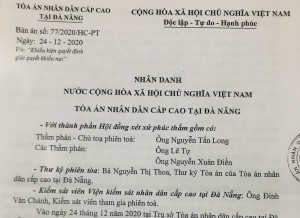 TÒA ÁN NHÂN DÂN CẤP CAO
TẠI ĐÀ NẴNG
CỘNG HÒA XÃ HỘI CHỦ NGHĨA VIỆT NAM
Độc lập - Tự do - Hạnh phúc
Bản án số: 77/2020/HC-PT
Ngày: 24 - 12 - 2020
V/v "Khiếu kiện quyết định
giải quyết khiếu nại"
NHÂN DANH
NƯỚC CỘNG HÒA XÃ HỘI CHỦ NGHĨA VIỆT NAM
TÒA ÁN NHÂN DÂN CẤP CAO TẠI ĐÀ NẴNG
- Với thành phần Hội đồng xét xử phúc thẩm gồm có:
Thẩm phán - Chủ tọa phiên toà: Ông Nguyễn Tấn Long
Các Thẩm phán: Ông Lê Tự
Ông Nguyễn Xuân Điền
- Thư ký phiên tòa: Bà Nguyễn Thị Thoa, Thư ký Tòa án của Tòa án nhân
dân cấp cao tại Đà Nẵng.
- Kiểm sát viên Viện kiểm sát nhân dân cấp cao tại Đà Nẵng: Ông Đinh
Văn Chánh, Kiểm sát viên tham gia phiên toà.
Vào ngày 24 tháng 12 năm 2020 tại Trụ sở Tòa án nhân dân cấp cao tại Đà